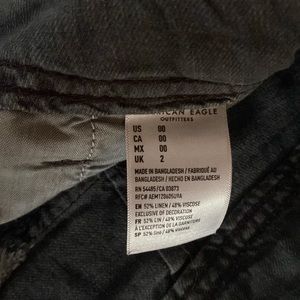 ICAN EAGLE
OUTFITTERS
US 00
CA 00
MX 00
UK 2
MADE IN BANGLADESH / FABRIQUÉ AU
BANGLADESH / HECHO EN BANGLADESH
RN 54485/CA 03873
EN 52% LINEN / 48% VISCOSE
EXCLUSIVE OF DECORATION
FR 52% LIN / 48% VISCOSE
À L'EXCEPTION DE LA GARNITURE
SP 52% lino / 48% viscosa